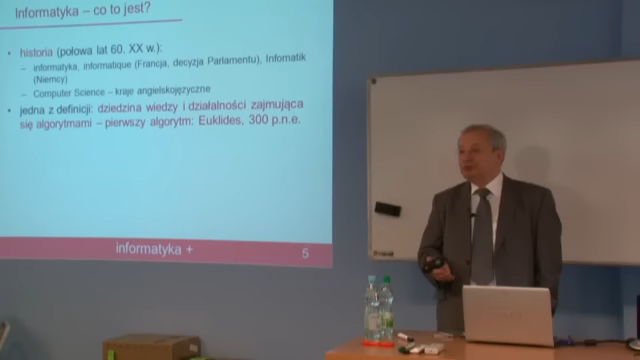 Informatyka – co to jest?
• historia (połowa lat 60. XX w.):
– informatyka, informatique (Francja, decyzja Parlamentu), Infomatik
(Niemcy)
– Computer Science – kraje angielskojęzyczne
• jedna z definicji: dziedzina wiedzy i działalności zajmująca
się algorytmami – pierwszy algorytm: Euklides, 300 p.n.e.
informatyka +
5